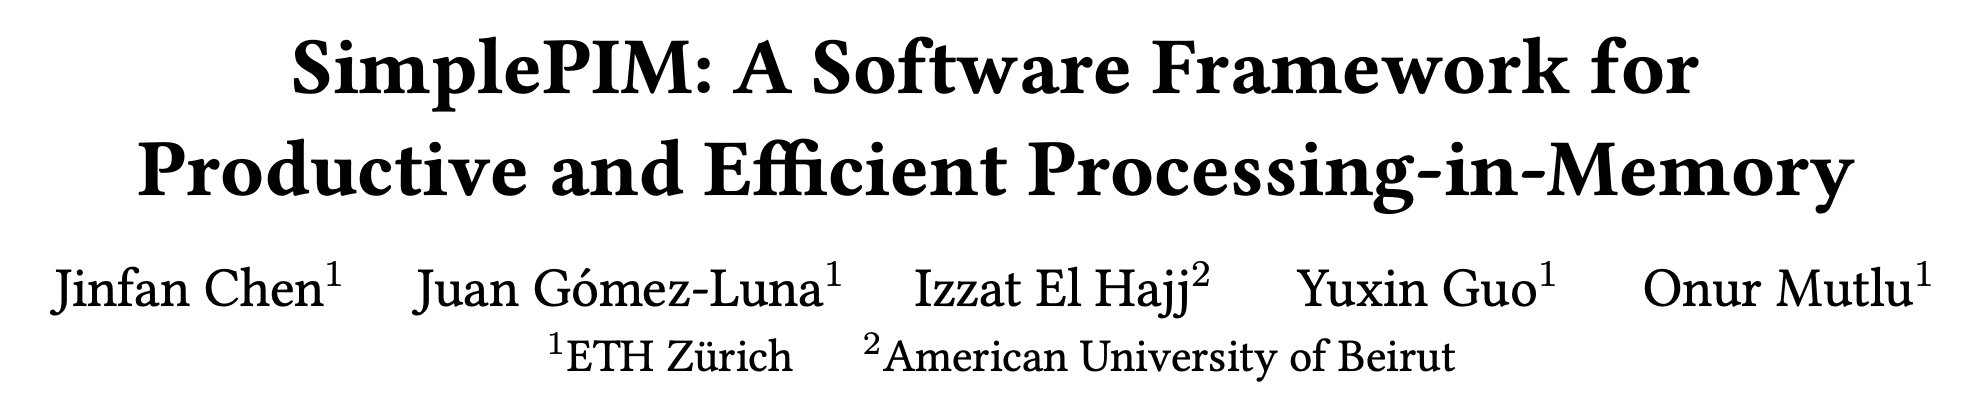 SimplePIM: A Software Framework for
Productive and Efficient Processing-in-Memory
Jinfan Chen¹ Juan Gómez-Luna¹ Izzat El Hajj² Yuxin Guo¹ Onur Mutlu¹
¹ETH Zürich ²American University of Beirut